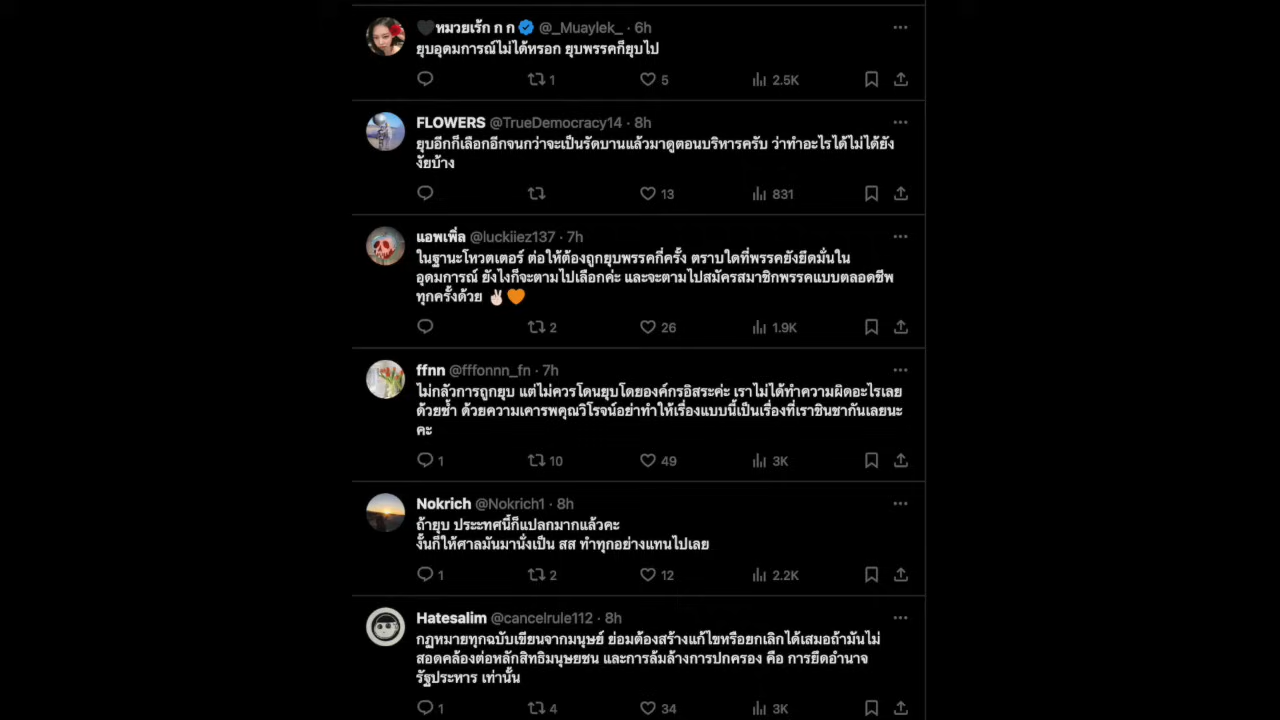 🖤หมวยเร้ก ก ก @_Muaylek_ · 6h
ยุบอุดมการณ์ไม่ได้หรอก ยุบพรรคก็ยุบไป
1 5 2.5K
FLOWERS @TrueDemocracy14 · 8h
ยุบอีกก็เลือกอีกจนกว่าจะเป็นรัดบานแล้วมาดูตอนบริหารครับ ว่าทำอะไรได้ไม่ได้ยัง
งัยบ้าง
13 831
แอพเพิ่ล @luckiiez137 · 7h
ในฐานะโหวตเตอร์ ต่อให้ต้องถูกยุบพรรคกี่ครั้ง ตราบใดที่พรรคยังยึดมั่นใน
อุดมการณ์ ยังไงก็จะตามไปเลือกค่ะ และจะตามไปสมัครสมาชิกพรรคแบบตลอดชีพ
ทุกครั้งด้วย ✌🏻🧡
2 26 1.9K
ffnn @fffonnn_fn · 7h
ไม่กลัวการถูกยุบ แต่ไม่ควรโดนยุบโดยองค์กรอิสระค่ะ เราไม่ได้ทำความผิดอะไรเลย
ด้วยซ้ำ ด้วยความเคารพคุณวิโรจน์อย่าทำให้เรื่องแบบนี้เป็นเรื่องที่เราชินชากันเลยนะ
คะ
1 10 49 3K
Nokrich @Nokrich1 · 8h
ถ้ายุบ ประะทศนี้ก็แปลกมากแล้วคะ
งั้นก็ให้ศาลมันมานั่งเป็น สส ทำทุกอย่างแทนไปเลย
1 2 12 2.2K
Hatesalim @cancelrule112 · 8h
กฎหมายทุกฉบับเขียนจากมนุษย์ ย่อมต้องสร้างแก้ไขหรือยกเลิกได้เสมอถ้ามันไม่
สอดคล้องต่อหลักสิทธิมนุษยชน และการล้มล้างการปกครอง คือ การยึดอำนาจ
รัฐประหาร เท่านั้น
1 4 34 3K